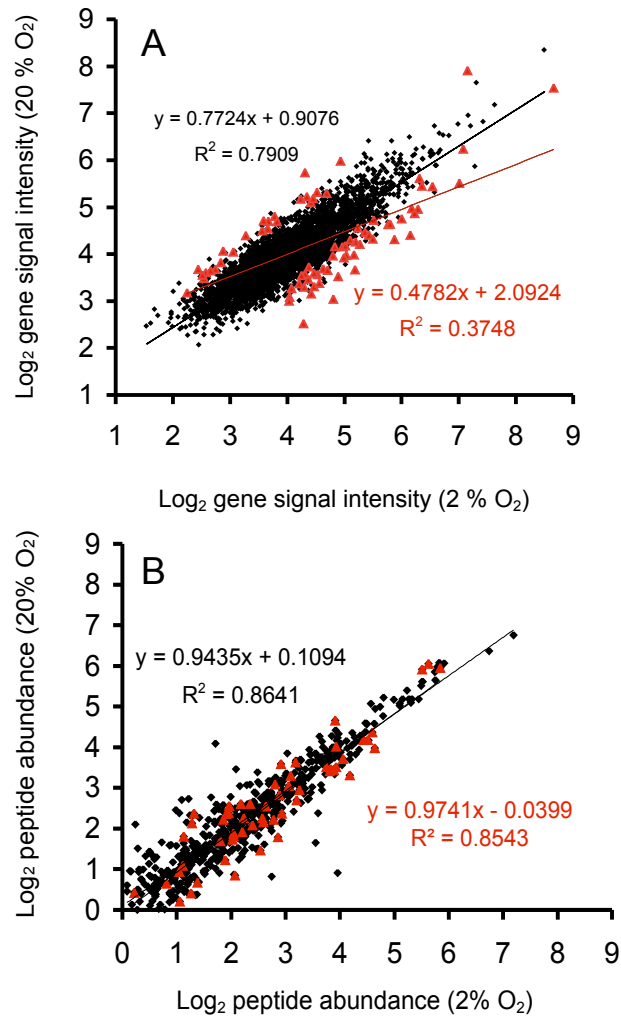 A
Log₂ gene signal intensity (20 % O₂)
9
8
7
6
5
4
3
2
1
y = 0.7724x + 0.9076
R² = 0.7909
y = 0.4782x + 2.0924
R² = 0.3748
1 2 3 4 5 6 7 8 9
Log₂ gene signal intensity (2 % O₂)
B
Log₂ peptide abundance (20% O₂)
9
8
7
6
5
4
3
2
1
0
y = 0.9435x + 0.1094
R² = 0.8641
y = 0.9741x - 0.0399
R² = 0.8543
0 1 2 3 4 5 6 7 8 9
Log₂ peptide abundance (2% O₂)